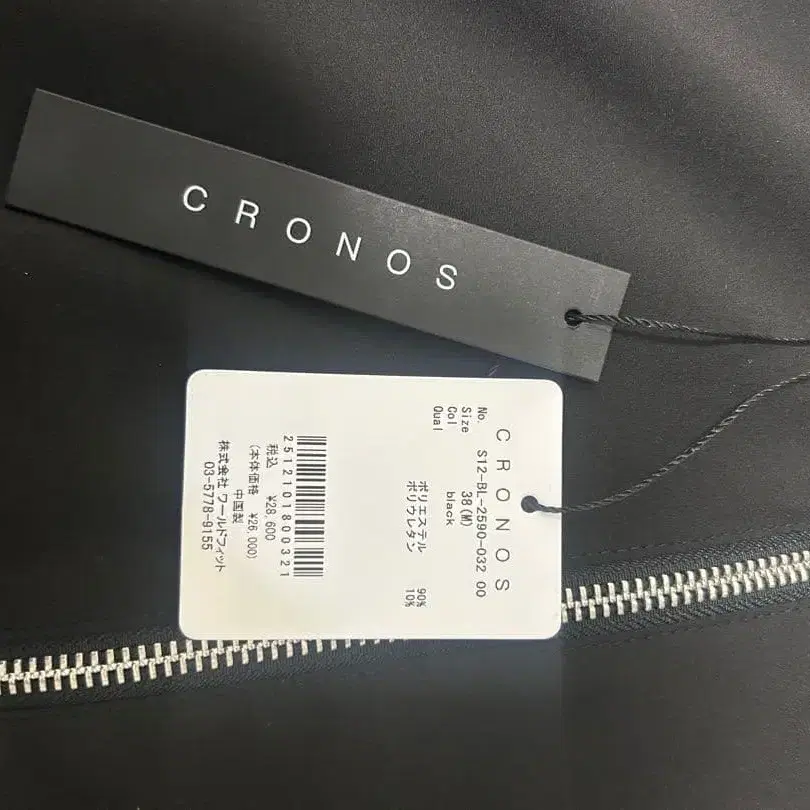 CRONOS
CRONOS
No. S12-BL-2590-032 00
Size 38(M)
Col black
Qual
ポリエステル 90%
ポリウレタン 10%
2512101800321
税込 ¥28,600
(本体価格 ¥26,000)
中国製
株式会社 ワールドフィット
03-5778-9155